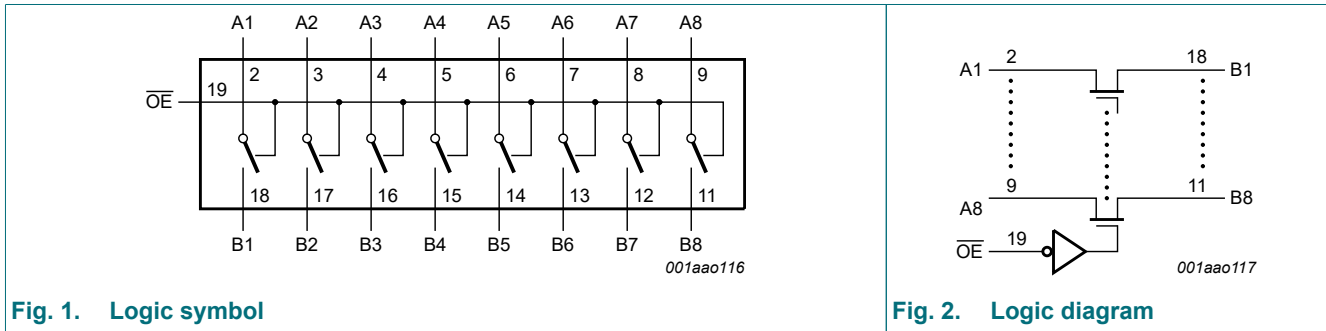 A1 A2 A3 A4 A5 A6 A7 A8
2 3 4 5 6 7 8 9
OE 19
18 17 16 15 14 13 12 11
B1 B2 B3 B4 B5 B6 B7 B8
001aao116
Fig. 1. Logic symbol
A1 2 18 B1
A8 9 11 B8
OE 19
001aao117
Fig. 2. Logic diagram